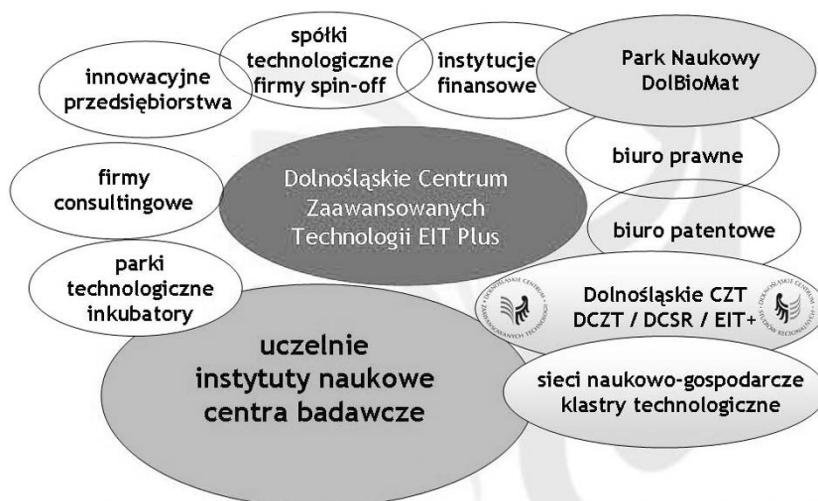 spółki
technologiczne
firmy spin-off
instytucje
finansowe
Park Naukowy
DolBioMat
innowacyjne
przedsiębiorstwa
biuro prawne
Dolnośląskie Centrum
Zaawansowanych
Technologii EIT Plus
firmy
consultingowe
biuro patentowe
parki
technologiczne
inkubatory
Dolnośląskie CZT
DCZT / DCSR / EIT+
uczelnie
instytuty naukowe
centra badawcze
sieci naukowo-gospodarcze
klastry technologiczne